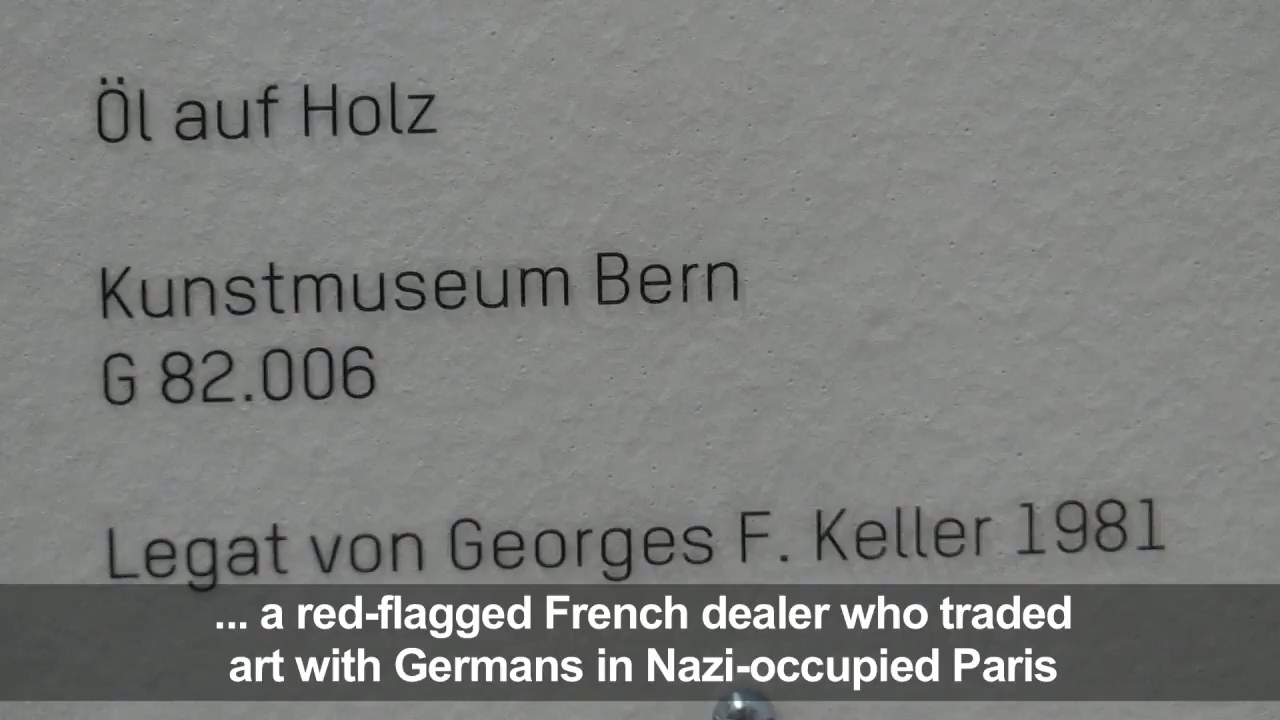 Öl auf Holz
Kunstmuseum Bern
G 82.006
Legat von Georges F. Keller 1981
... a red-flagged French dealer who traded
art with Germans in Nazi-occupied Paris